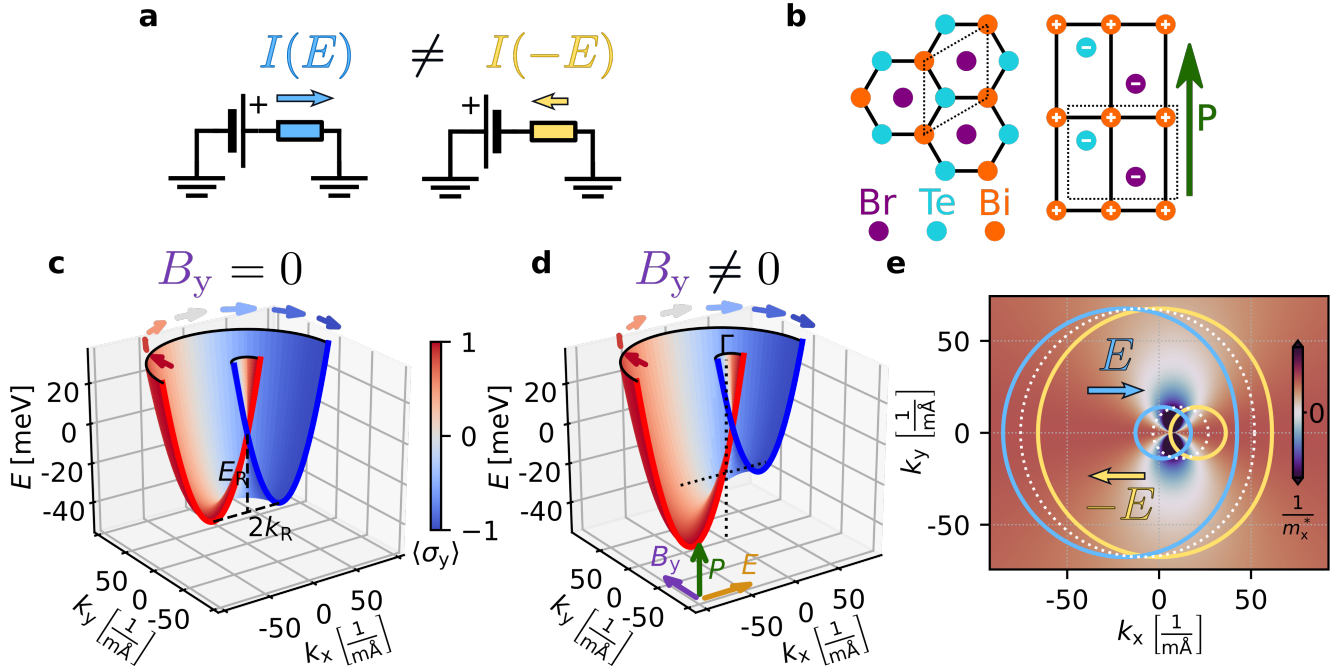 a
I(E) ≠ I(−E)
+
+
b
Br Te Bi
P
c
B_y = 0
E [meV]
20
0
-20
-40
E_R
2k_R
50
0
-50
k_y [1/mÅ]
-50
0
50
k_x [1/mÅ]
1
0
−1
⟨σ_y⟩
d
B_y ≠ 0
Γ
E [meV]
20
0
-20
-40
B_y P E
50
0
-50
k_y [1/mÅ]
-50
0
50
k_x [1/mÅ]
e
E
−E
50
0
-50
k_y [1/mÅ]
-50 0 50
k_x [1/mÅ]
0
1/m*_x